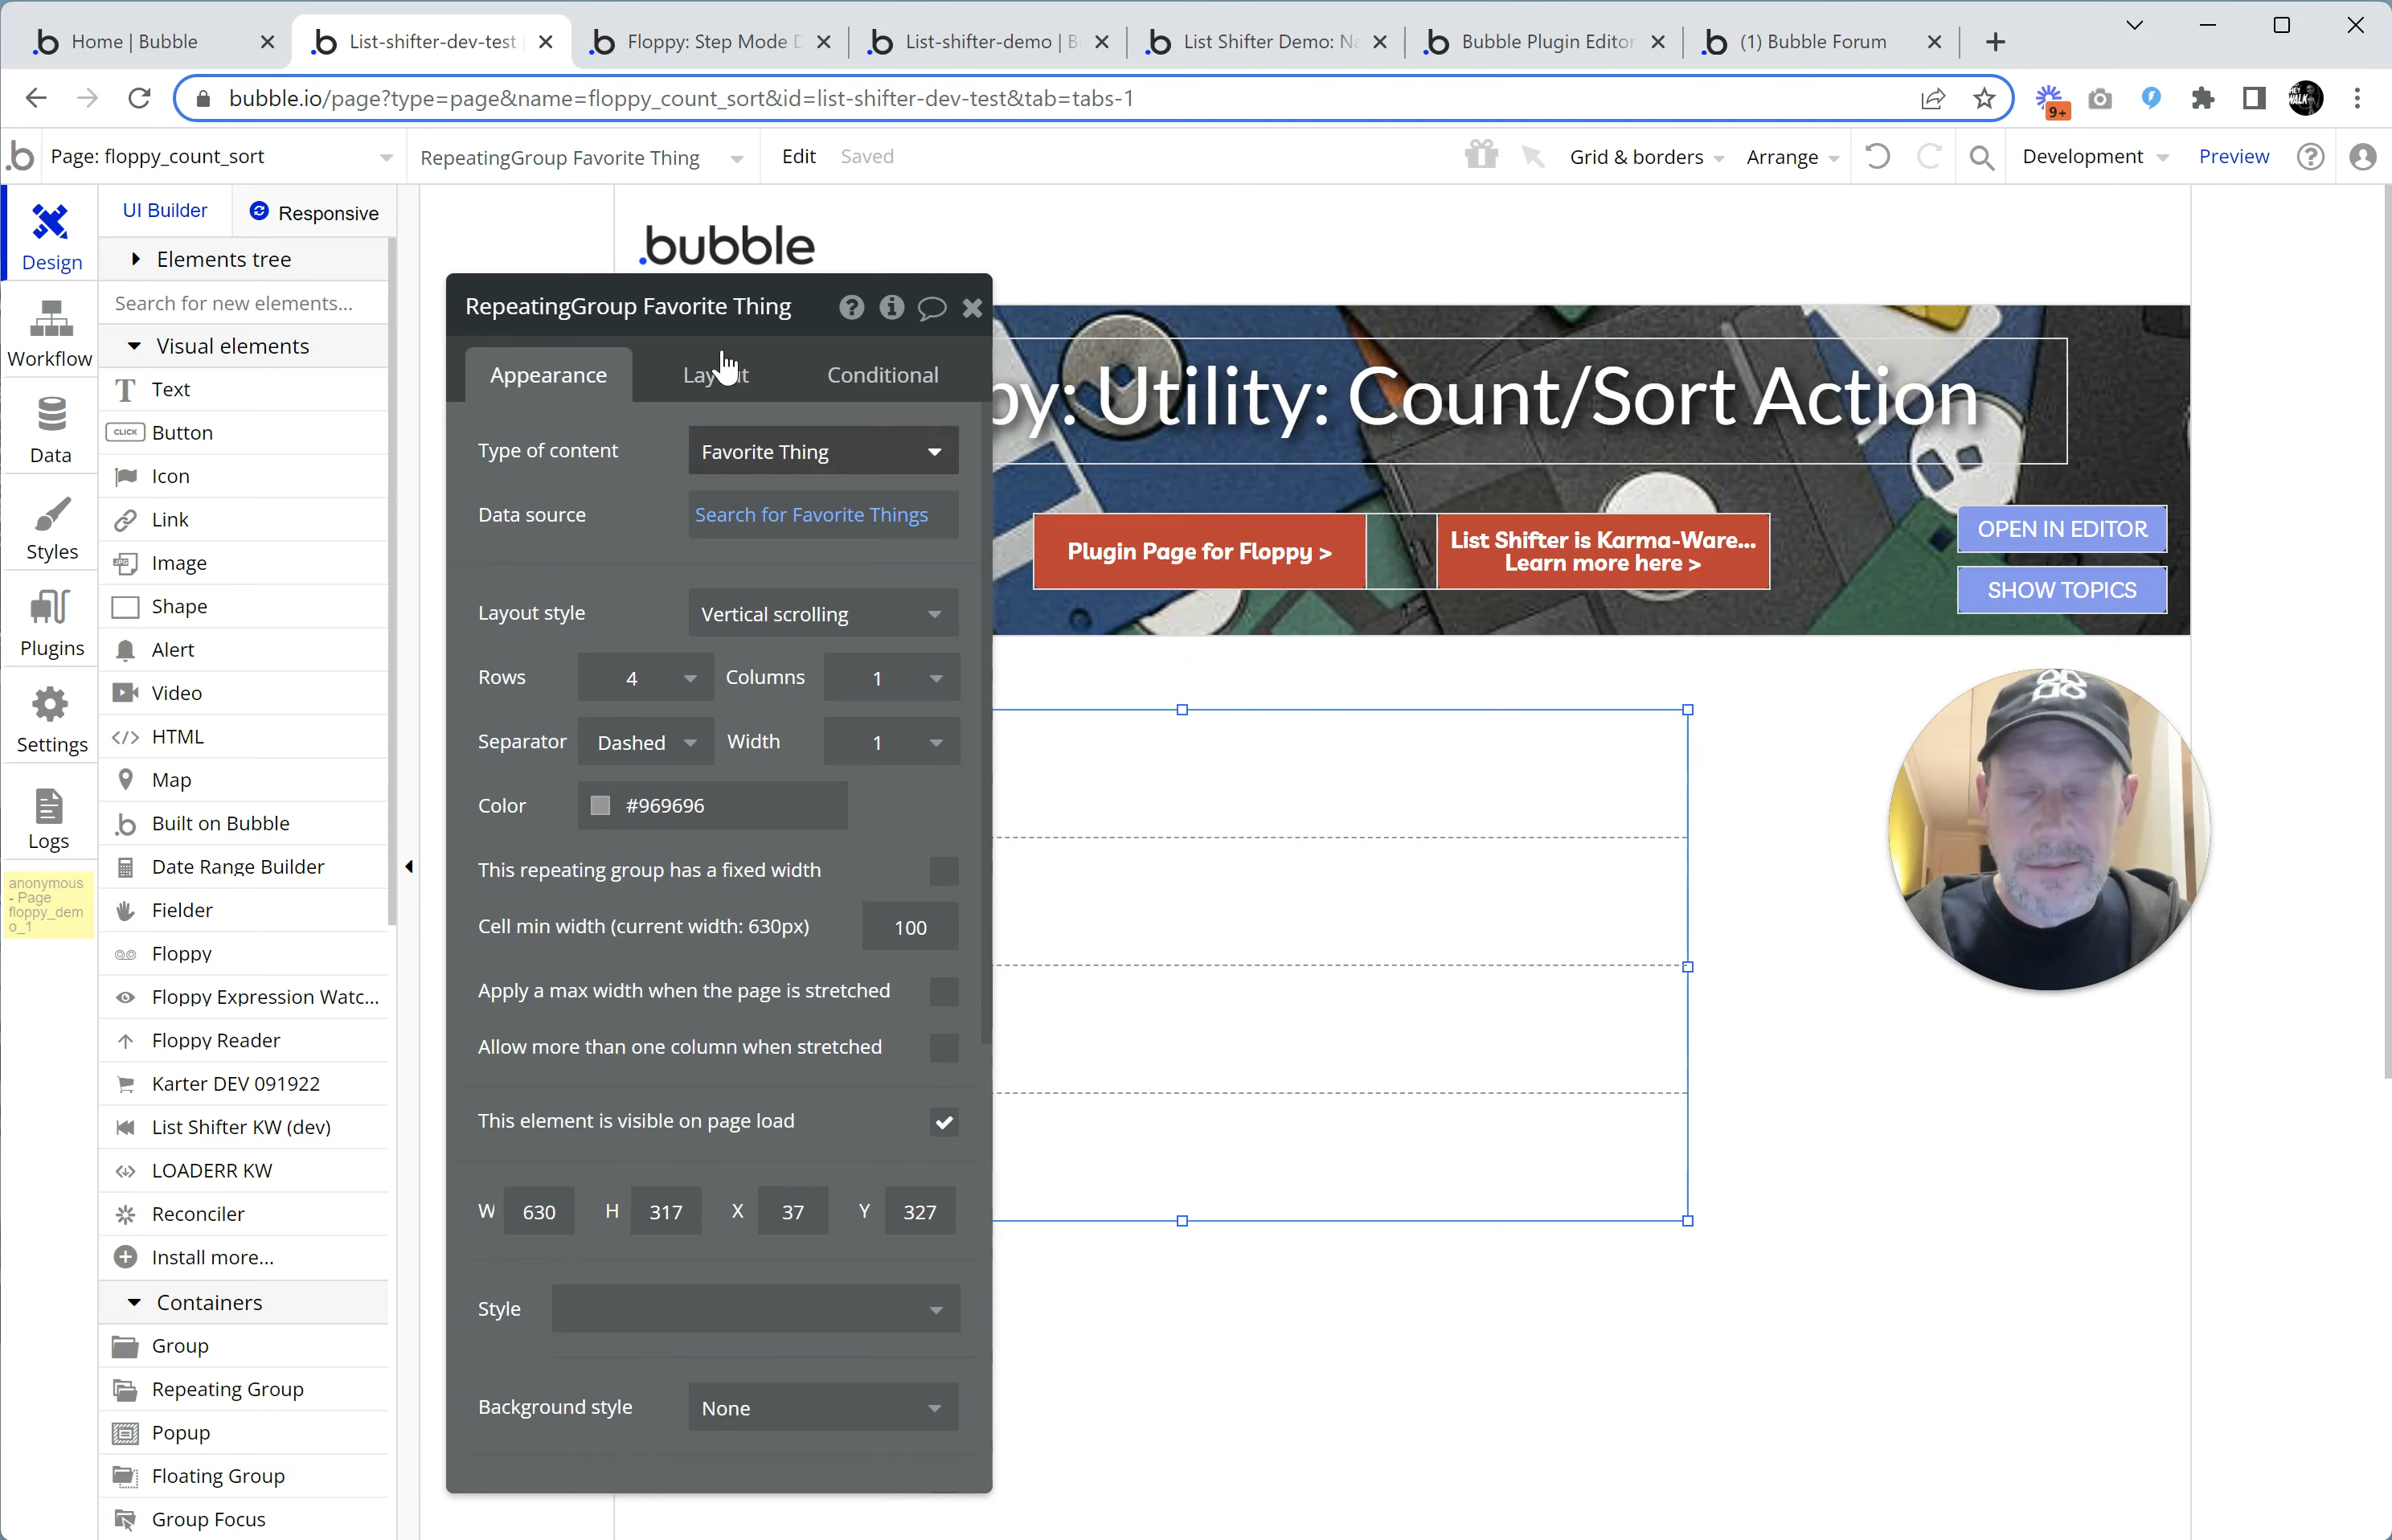 Home | Bubble
List-shifter-dev-test
Floppy: Step Mode D
List-shifter-demo | B
List Shifter Demo: Na
Bubble Plugin Editor
(1) Bubble Forum
bubble.io/page?type=page&name=floppy_count_sort&id=list-shifter-dev-test&tab=tabs-1
9+
Page: floppy_count_sort
RepeatingGroup Favorite Thing
Edit
Saved
Grid & borders
Arrange
Development
Preview
Design
Workflow
Data
Styles
Plugins
Settings
Logs
anonymous
- Page
floppy_dem
o_1
UI Builder
Responsive
Elements tree
Search for new elements...
Visual elements
Text
CLICK Button
Icon
Link
Image
Shape
Alert
Video
HTML
Map
Built on Bubble
Date Range Builder
Fielder
Floppy
Floppy Expression Watc...
Floppy Reader
Karter DEV 091922
List Shifter KW (dev)
LOADERR KW
Reconciler
Install more...
Containers
Group
Repeating Group
Popup
Floating Group
Group Focus
.bubble
RepeatingGroup Favorite Thing
Appearance
Layout
Conditional
Type of content
Favorite Thing
Data source
Search for Favorite Things
Layout style
Vertical scrolling
Rows
4
Columns
1
Separator
Dashed
Width
1
Color
#969696
This repeating group has a fixed width
Cell min width (current width: 630px)
100
Apply a max width when the page is stretched
Allow more than one column when stretched
This element is visible on page load
W 630 H 317 X 37 Y 327
Style
Background style
None
py: Utility: Count/Sort Action
Plugin Page for Floppy >
List Shifter is Karma-Ware...
Learn more here >
OPEN IN EDITOR
SHOW TOPICS